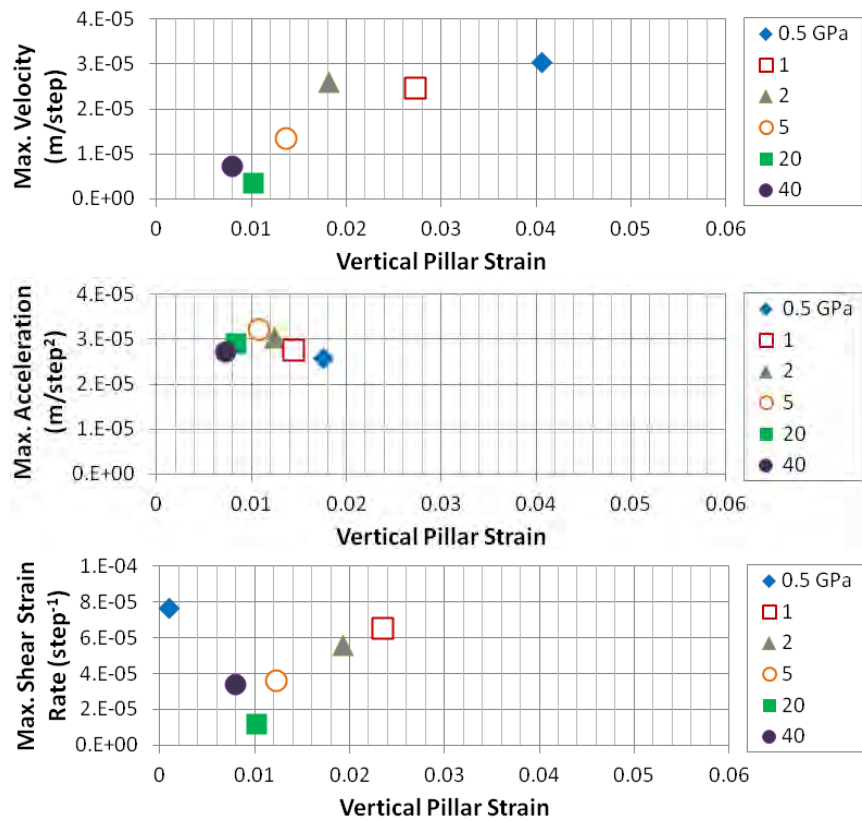 4.E-05
3.E-05
2.E-05
1.E-05
0.E+00
Max. Velocity
(m/step)
0 0.01 0.02 0.03 0.04 0.05 0.06
Vertical Pillar Strain
0.5 GPa
1
2
5
20
40
4.E-05
3.E-05
2.E-05
1.E-05
0.E+00
Max. Acceleration
(m/step²)
0 0.01 0.02 0.03 0.04 0.05 0.06
Vertical Pillar Strain
0.5 GPa
1
2
5
20
40
1.E-04
8.E-05
6.E-05
4.E-05
2.E-05
0.E+00
Max. Shear Strain
Rate (step⁻¹)
0 0.01 0.02 0.03 0.04 0.05 0.06
Vertical Pillar Strain
0.5 GPa
1
2
5
20
40